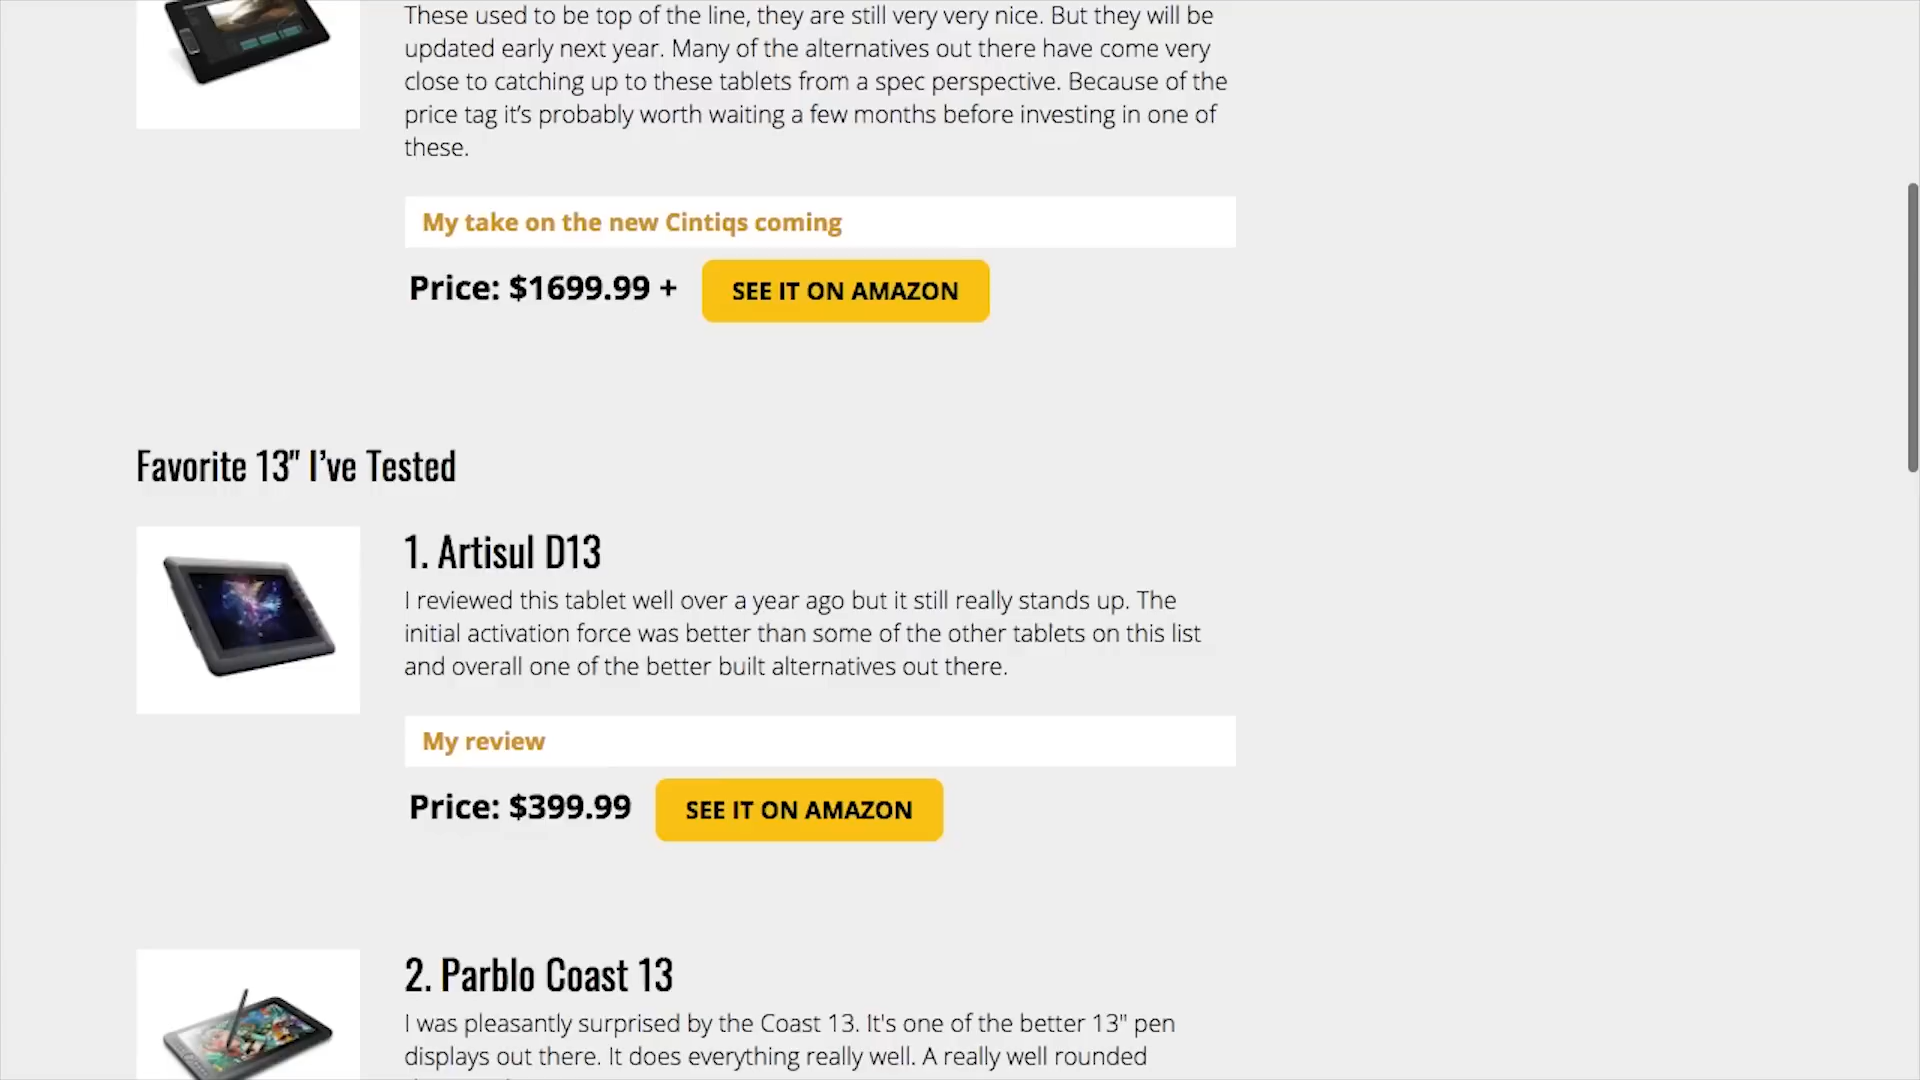 These used to be top of the line, they are still very very nice. But they will be
updated early next year. Many of the alternatives out there have come very
close to catching up to these tablets from a spec perspective. Because of the
price tag it’s probably worth waiting a few months before investing in one of
these.
My take on the new Cintiqs coming
Price: $1699.99 +
SEE IT ON AMAZON
Favorite 13" I’ve Tested
1. Artisul D13
I reviewed this tablet well over a year ago but it still really stands up. The
initial activation force was better than some of the other tablets on this list
and overall one of the better built alternatives out there.
My review
Price: $399.99
SEE IT ON AMAZON
2. Parblo Coast 13
I was pleasantly surprised by the Coast 13. It's one of the better 13" pen
displays out there. It does everything really well. A really well rounded